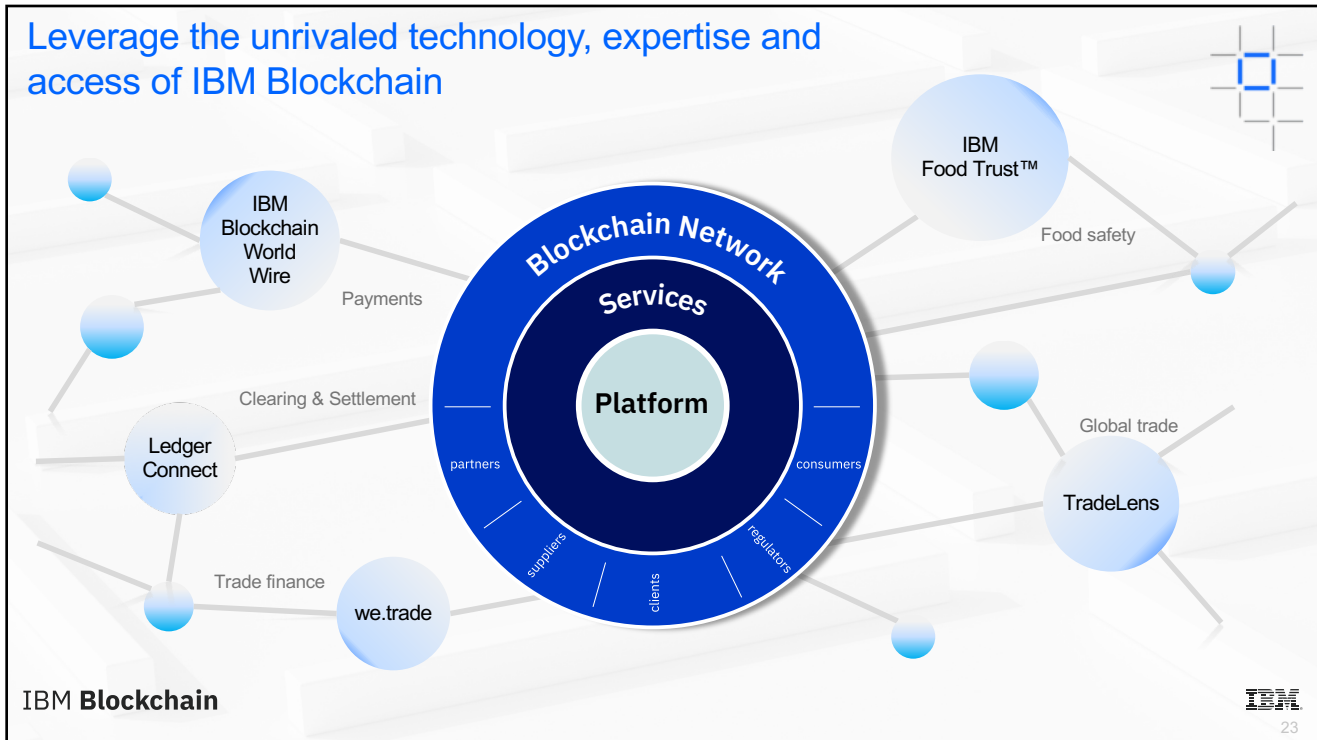 Leverage the unrivaled technology, expertise and
access of IBM Blockchain
IBM
Blockchain
World
Wire
Payments
Clearing & Settlement
Ledger
Connect
Trade finance
we.trade
Blockchain Network
Services
Platform
partners
suppliers
clients
regulators
consumers
IBM
Food Trust™
Food safety
Global trade
TradeLens
IBM Blockchain
IBM
23